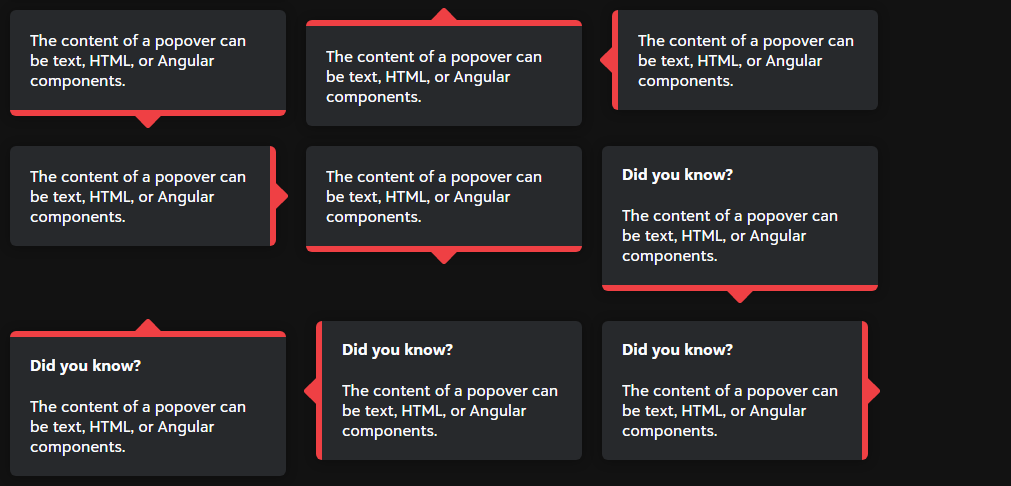 The content of a popover can
be text, HTML, or Angular
components.
The content of a popover can
be text, HTML, or Angular
components.
The content of a popover can
be text, HTML, or Angular
components.
The content of a popover can
be text, HTML, or Angular
components.
The content of a popover can
be text, HTML, or Angular
components.
Did you know?
The content of a popover can
be text, HTML, or Angular
components.
Did you know?
The content of a popover can
be text, HTML, or Angular
components.
Did you know?
The content of a popover can
be text, HTML, or Angular
components.
Did you know?
The content of a popover can
be text, HTML, or Angular
components.